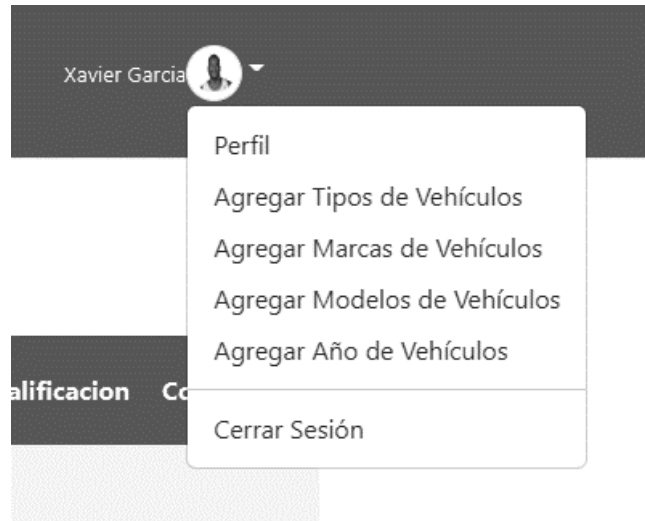 Xavier Garcia
Perfil
Agregar Tipos de Vehículos
Agregar Marcas de Vehículos
Agregar Modelos de Vehículos
Agregar Año de Vehículos
Cerrar Sesión